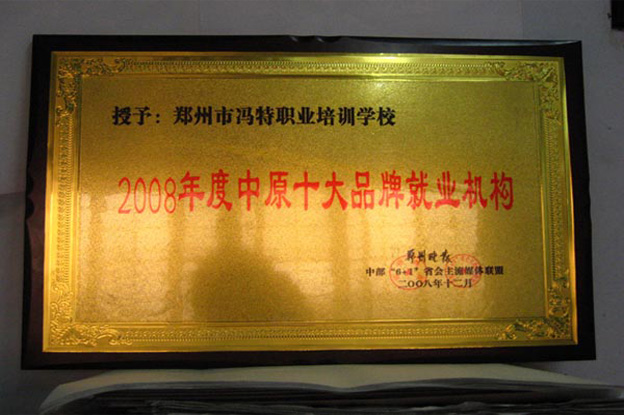 授予：郑州市冯特职业培训学校
2008年度中原十大品牌就业机构
郑州晚报
中部“6+1”省会主流媒体联盟
二〇〇八年十二月